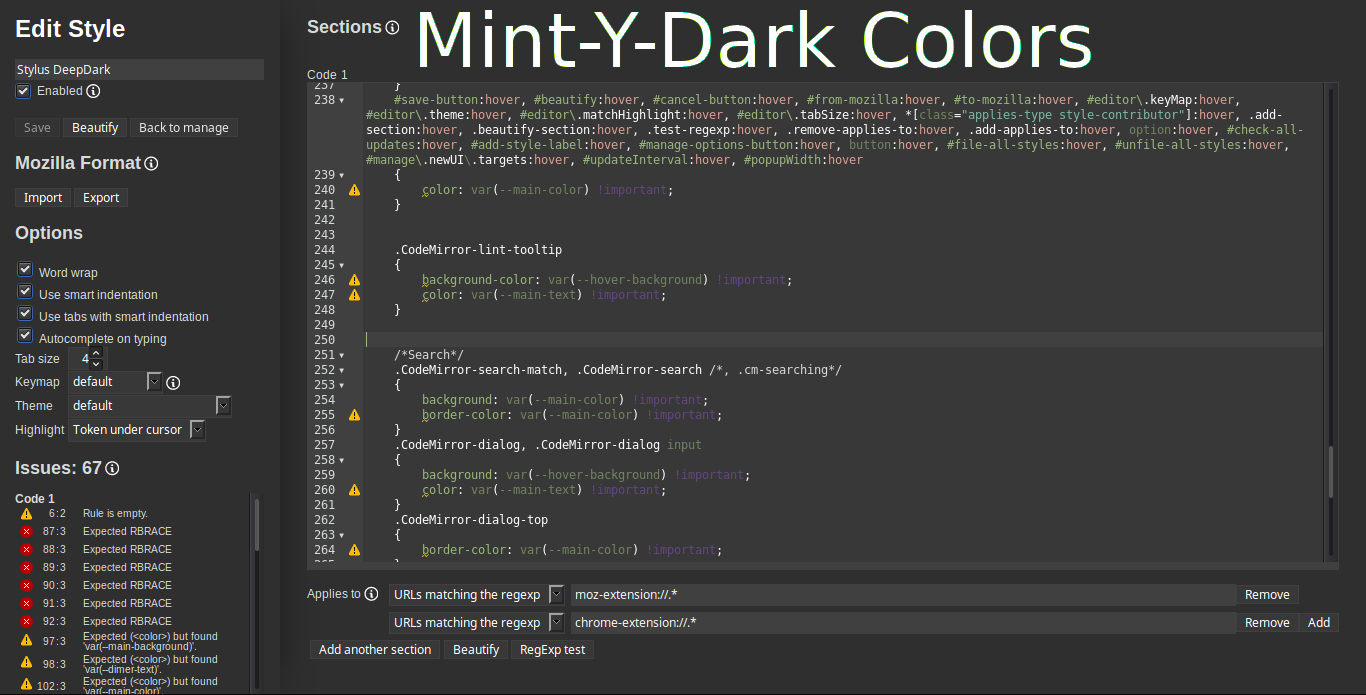 Edit Style
Stylus DeepDark
Enabled
Save Beautify Back to manage
Mozilla Format
Import Export
Options
Word wrap
Use smart indentation
Use tabs with smart indentation
Autocomplete on typing
Tab size 4
Keymap default
Theme default
Highlight Token under cursor
Issues: 67
Code 1
6:2 Rule is empty.
87:3 Expected RBRACE
88:3 Expected RBRACE
89:3 Expected RBRACE
90:3 Expected RBRACE
91:3 Expected RBRACE
92:3 Expected RBRACE
97:3 Expected (<color>) but found
'var(--main-background)'.
98:3 Expected (<color>) but found
'var(--dimer-text)'.
102:3 Expected (<color>) but found
'var(--main-color)'.
Sections
Mint-Y-Dark Colors
Code 1
237 }
238 #save-button:hover, #beautify:hover, #cancel-button:hover, #from-mozilla:hover, #to-mozilla:hover, #editor\.keyMap:hover,
#editor\.theme:hover, #editor\.matchHighlight:hover, #editor\.tabSize:hover, *[class="applies-type style-contributor"]:hover, .add-
section:hover, .beautify-section:hover, .test-regexp:hover, .remove-applies-to:hover, .add-applies-to:hover, option:hover, #check-all-
updates:hover, #add-style-label:hover, #manage-options-button:hover, button:hover, #file-all-styles:hover, #unfile-all-styles:hover,
#manage\.newUI\.targets:hover, #updateInterval:hover, #popupWidth:hover
239 {
240 color: var(--main-color) !important;
241 }
242
243
244 .CodeMirror-lint-tooltip
245 {
246 background-color: var(--hover-background) !important;
247 color: var(--main-text) !important;
248 }
249
250
251 /*Search*/
252 .CodeMirror-search-match, .CodeMirror-search /*, .cm-searching*/
253 {
254 background: var(--main-color) !important;
255 border-color: var(--main-color) !important;
256 }
257 .CodeMirror-dialog, .CodeMirror-dialog input
258 {
259 background: var(--hover-background) !important;
260 color: var(--main-text) !important;
261 }
262 .CodeMirror-dialog-top
263 {
264 border-color: var(--main-color) !important;
265 }
Applies to URLs matching the regexp moz-extension://.* Remove
URLs matching the regexp chrome-extension://.* Remove Add
Add another section Beautify RegExp test